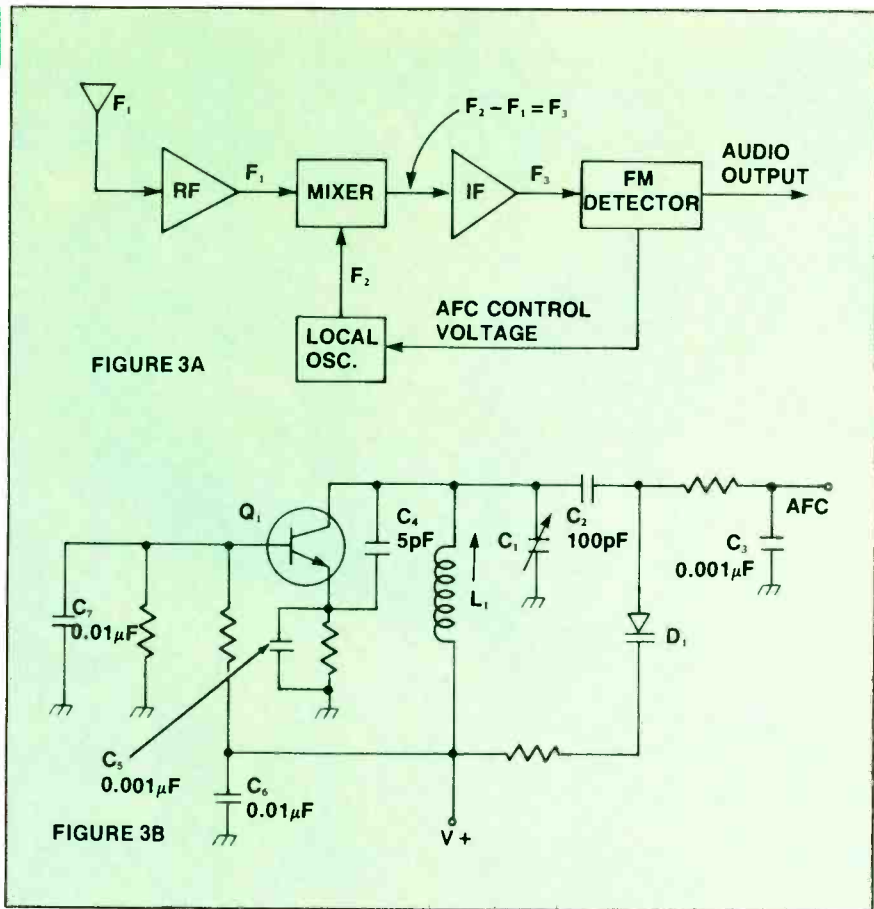 F₁
RF
F₁
MIXER
F₂ − F₁ = F₃
IF
F₃
FM
DETECTOR
AUDIO
OUTPUT
F₂
LOCAL
OSC.
AFC CONTROL
VOLTAGE
FIGURE 3A
Q₁
C₄
5pF
L₁
C₁
C₂
100pF
AFC
C₃
0.001µF
C₇
0.01µF
D₁
C₅
0.001µF
C₆
0.01µF
V +
FIGURE 3B